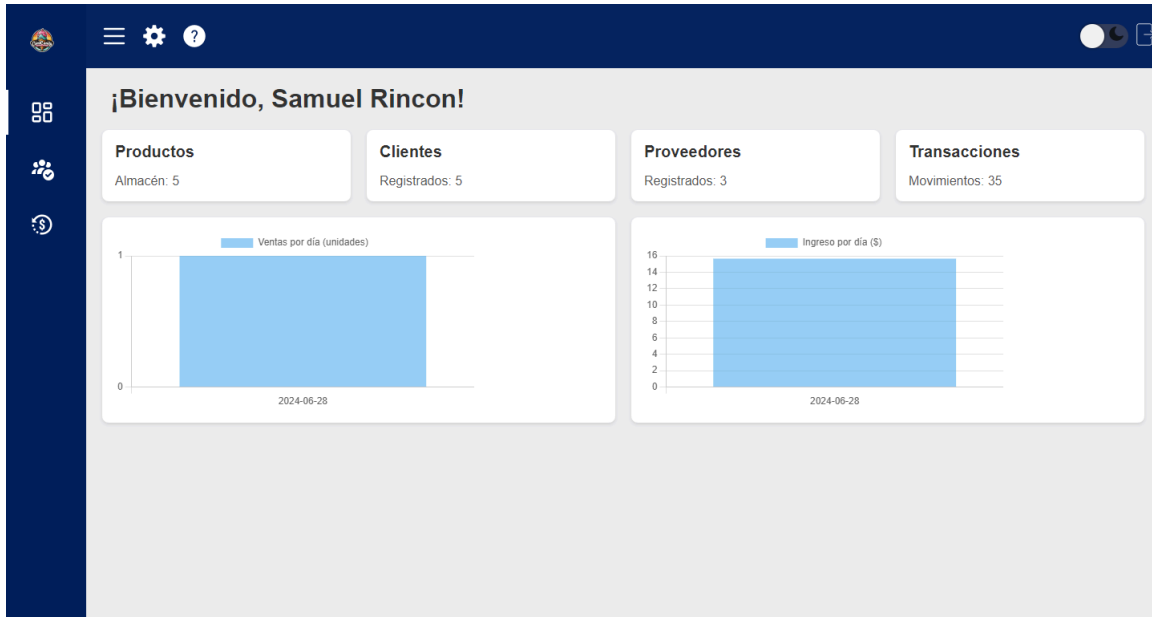 ¡Bienvenido, Samuel Rincon!
Productos
Almacén: 5
Clientes
Registrados: 5
Proveedores
Registrados: 3
Transacciones
Movimientos: 35
Ventas por día (unidades)
1
0
2024-06-28
Ingreso por día ($)
16
14
12
10
8
6
4
2
0
2024-06-28